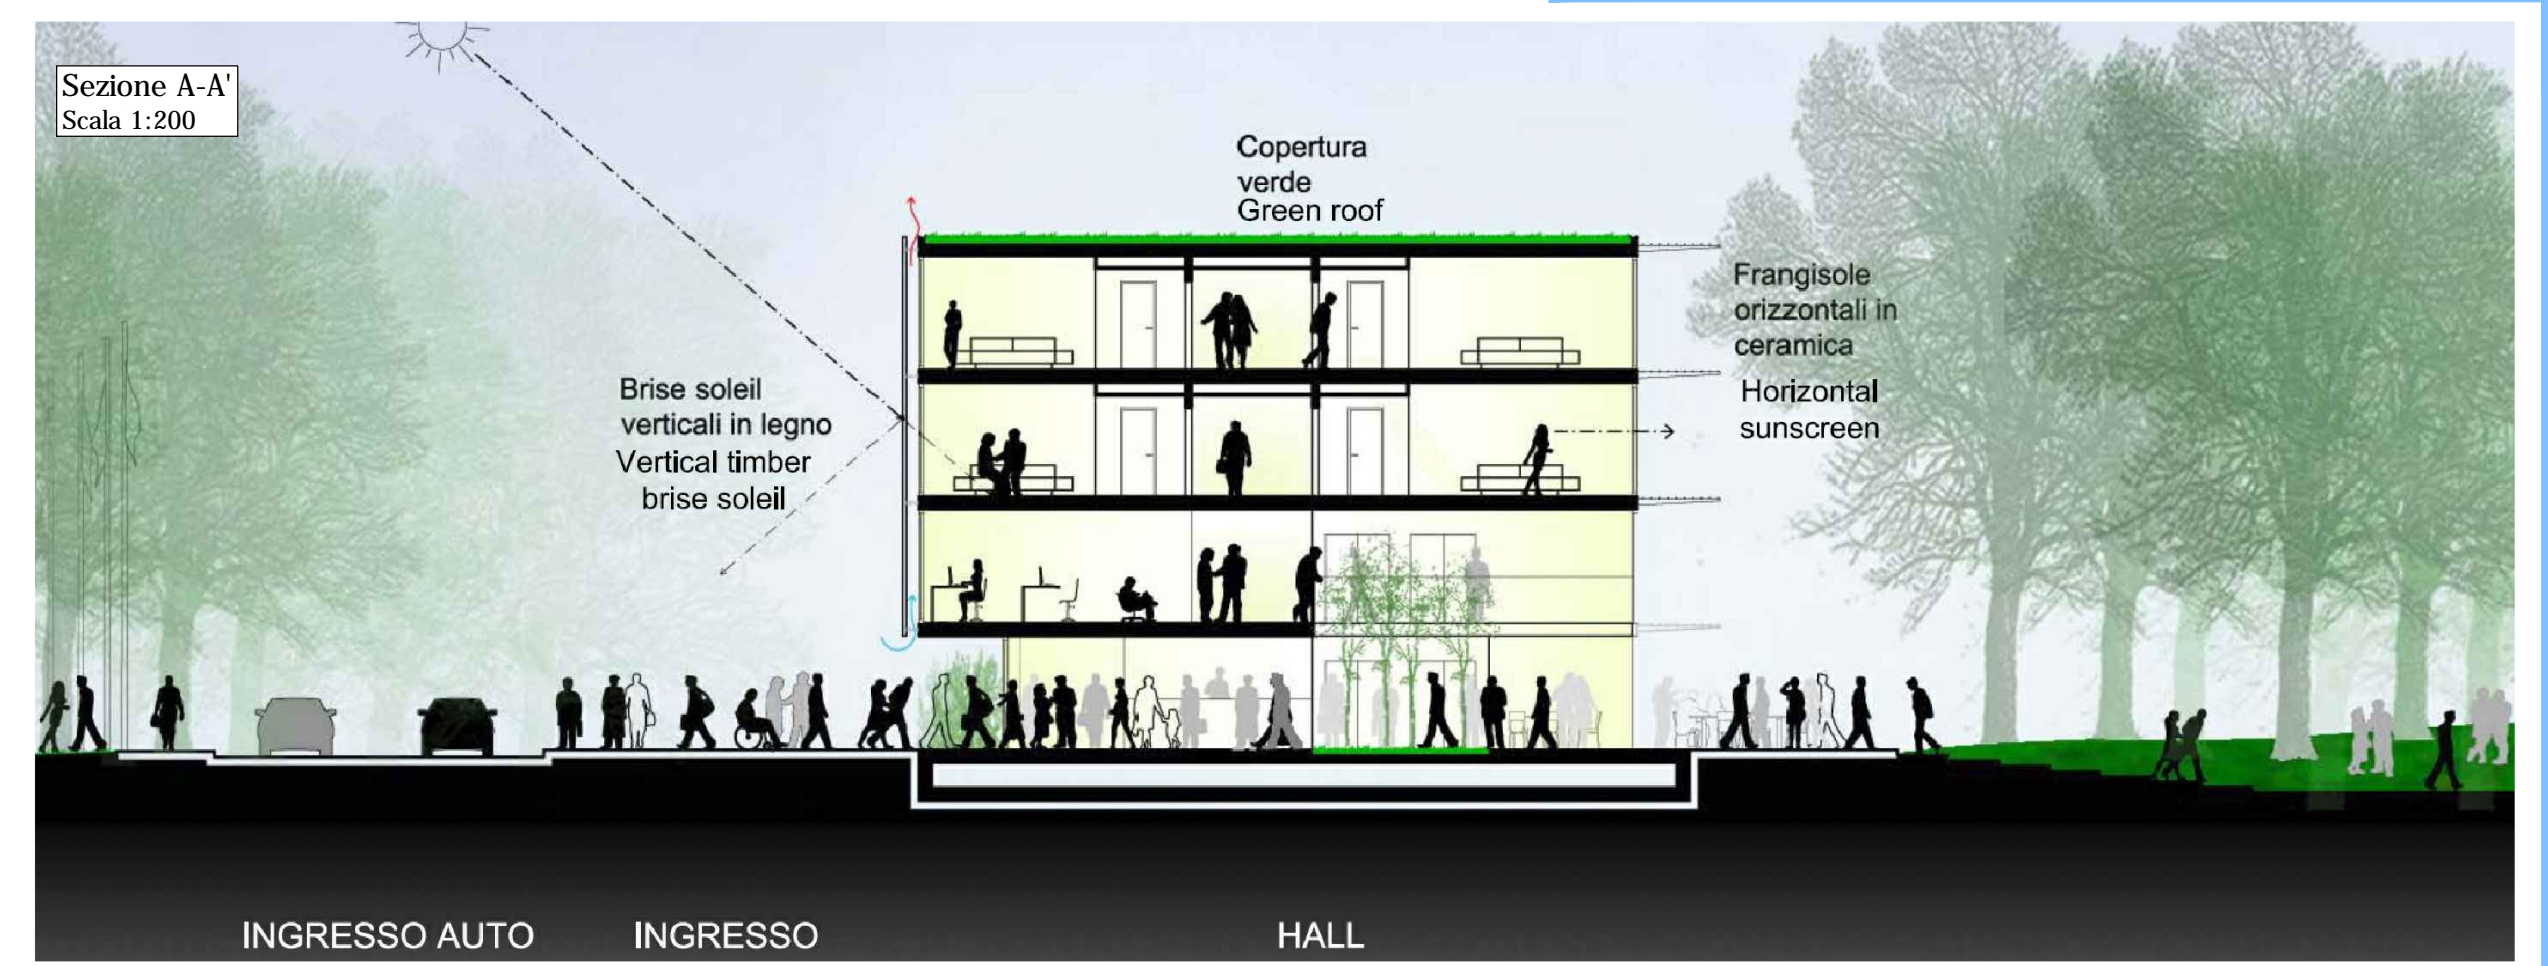 Sezione A-A'
Scala 1:200
Copertura
verde
Green roof
Frangisole
orizzontali in
ceramica
Horizontal
sunscreen
Brise soleil
verticali in legno
Vertical timber
brise soleil
INGRESSO AUTO
INGRESSO
HALL